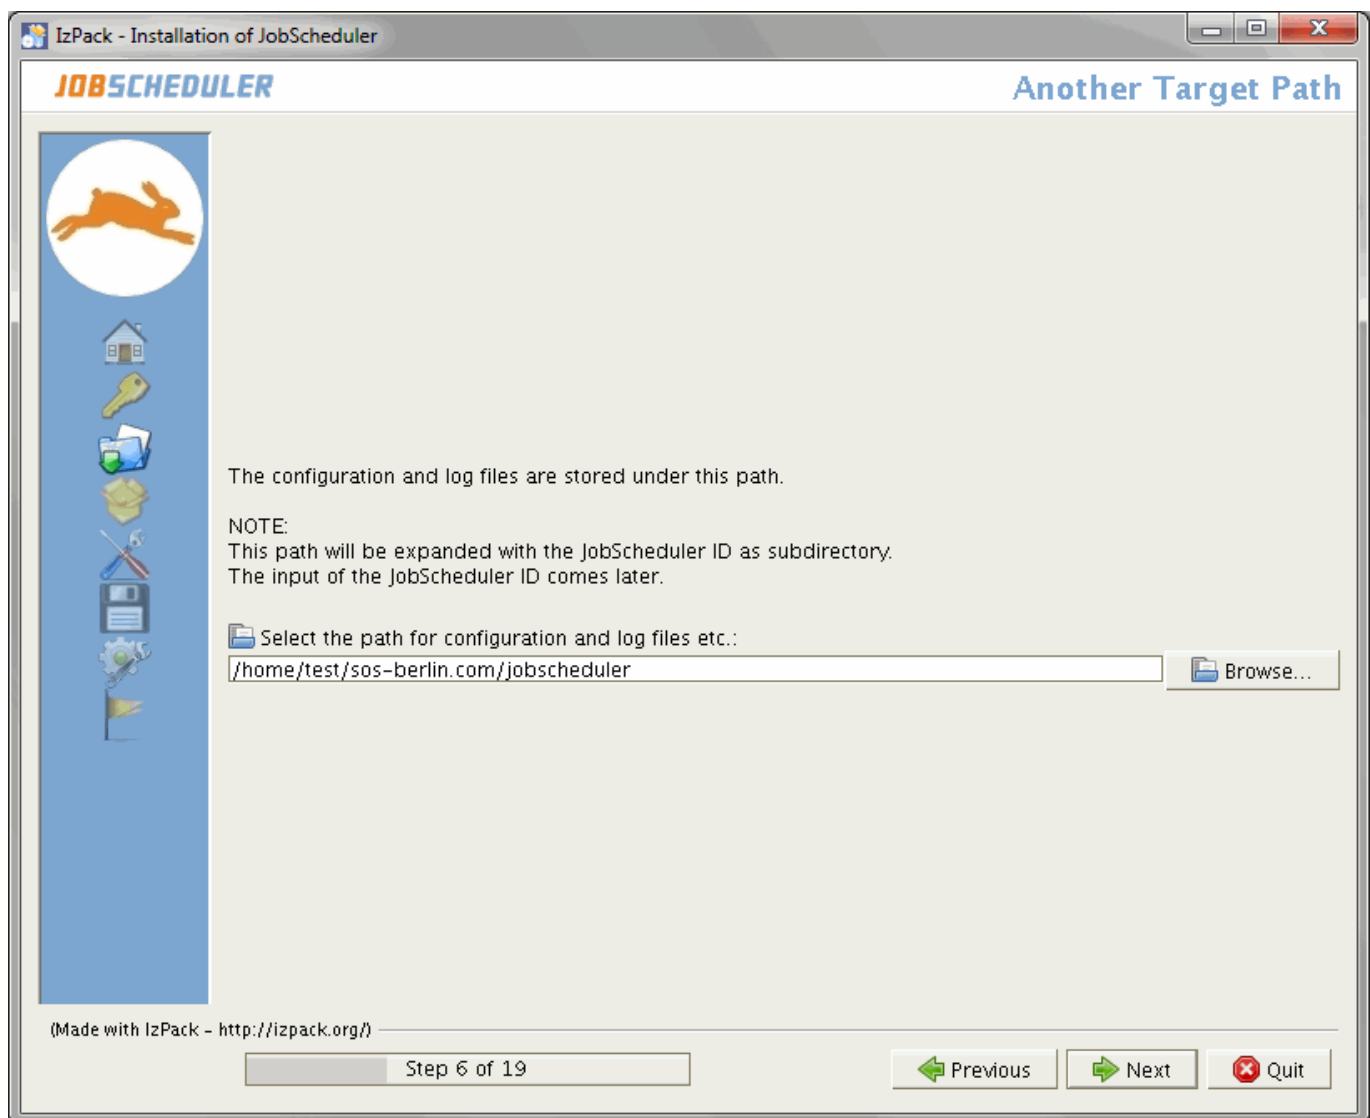 IzPack - Installation of JobScheduler
JOBSCHEDULER
Another Target Path
The configuration and log files are stored under this path.
NOTE:
This path will be expanded with the JobScheduler ID as subdirectory.
The input of the JobScheduler ID comes later.
Select the path for configuration and log files etc.:
/home/test/sos-berlin.com/jobscheduler
Browse...
(Made with IzPack - http://izpack.org/)
Step 6 of 19
Previous
Next
Quit